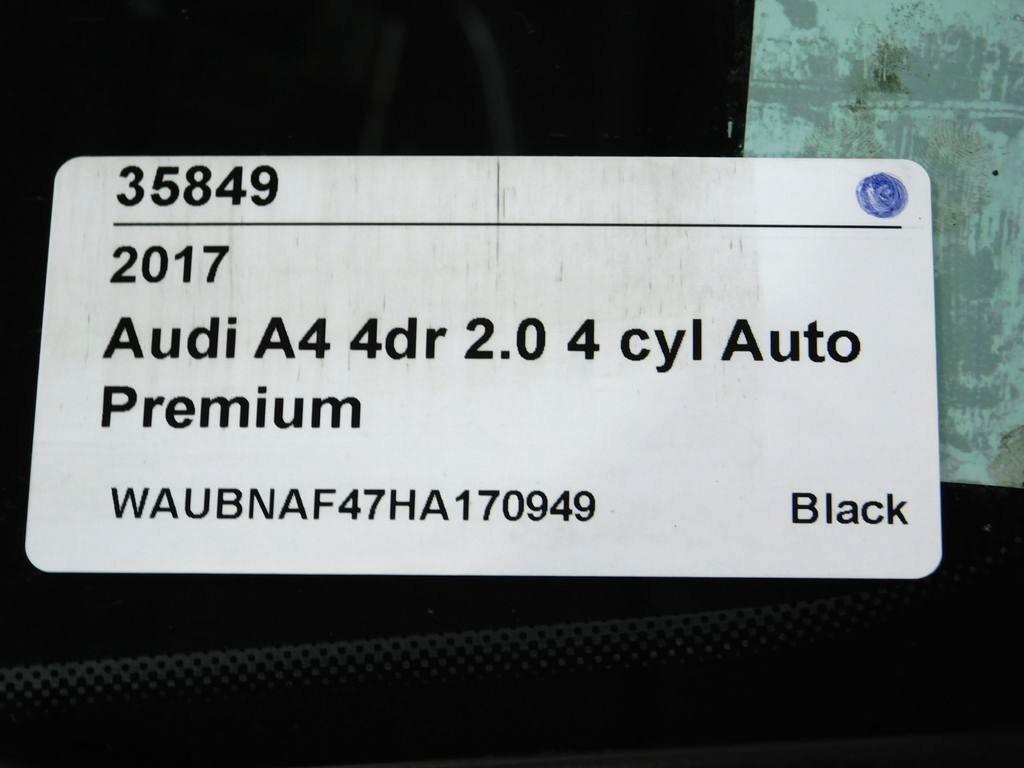 35849
2017
Audi A4 4dr 2.0 4 cyl Auto
Premium
WAUBNAF47HA170949 Black